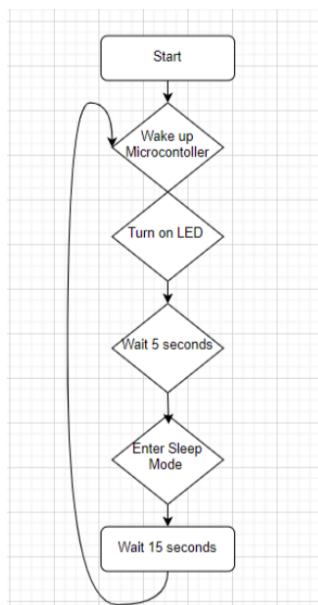 Start
Wake up
Microcontoller
Turn on LED
Wait 5 seconds
Enter Sleep
Mode
Wait 15 seconds